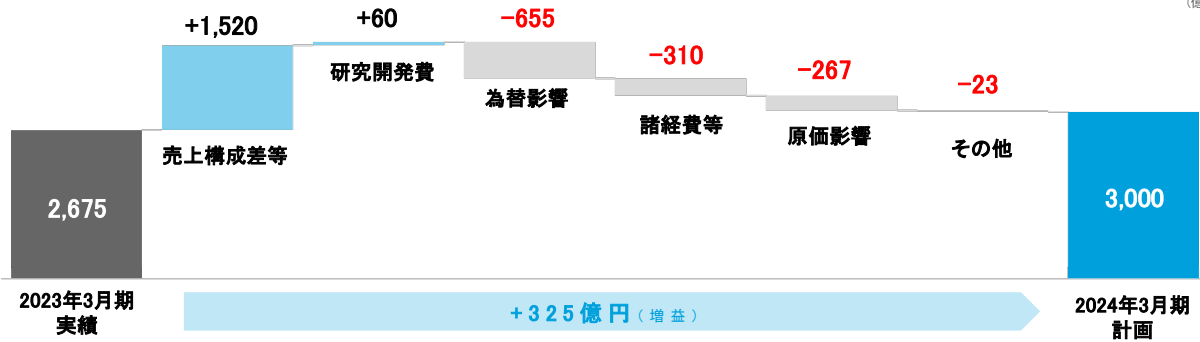 +1,520
+60
-655
-310
-267
-23
売上構成差等
研究開発費
為替影響
諸経費等
原価影響
その他
2,675
3,000
2023年3月期
実績
+325億円(増益)
2024年3月期
計画